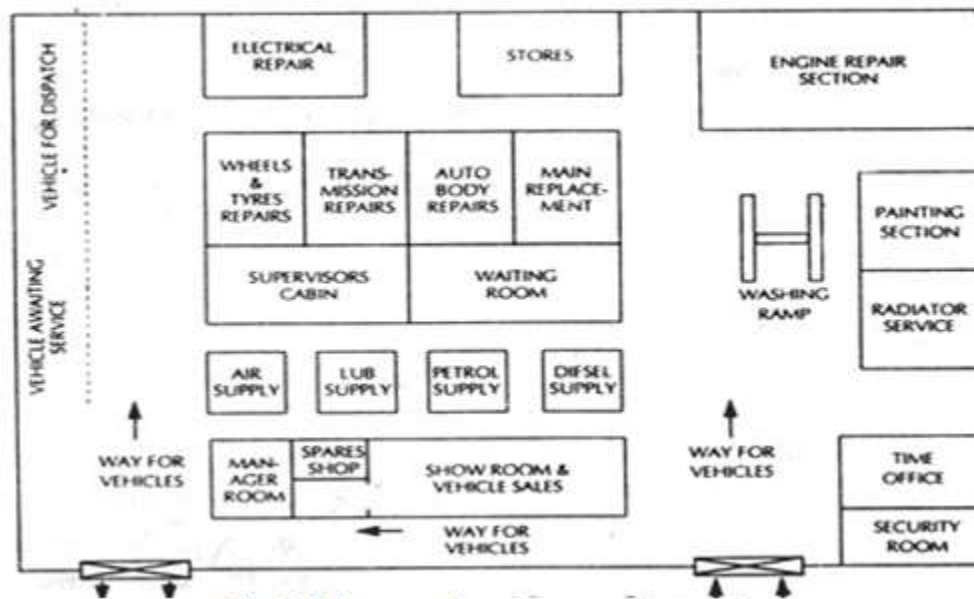 ELECTRICAL
REPAIR
STORES
ENGINE REPAIR
SECTION
VEHICLE FOR DISPATCH
WHEELS
&
TYRES
REPAIRS
TRANS-
MISSION
REPAIRS
AUTO
BODY
REPAIRS
MAIN
REPLACE-
MENT
PAINTING
SECTION
SUPERVISORS
CABIN
WAITING
ROOM
WASHING
RAMP
RADIATOR
SERVICE
VEHICLE AWAITING
SERVICE
AIR
SUPPLY
LUB
SUPPLY
PETROL
SUPPLY
DIESEL
SUPPLY
WAY FOR
VEHICLES
MAN-
AGER
ROOM
SPARES
SHOP
SHOW ROOM &
VEHICLE SALES
WAY FOR
VEHICLES
TIME
OFFICE
WAY FOR
VEHICLES
SECURITY
ROOM